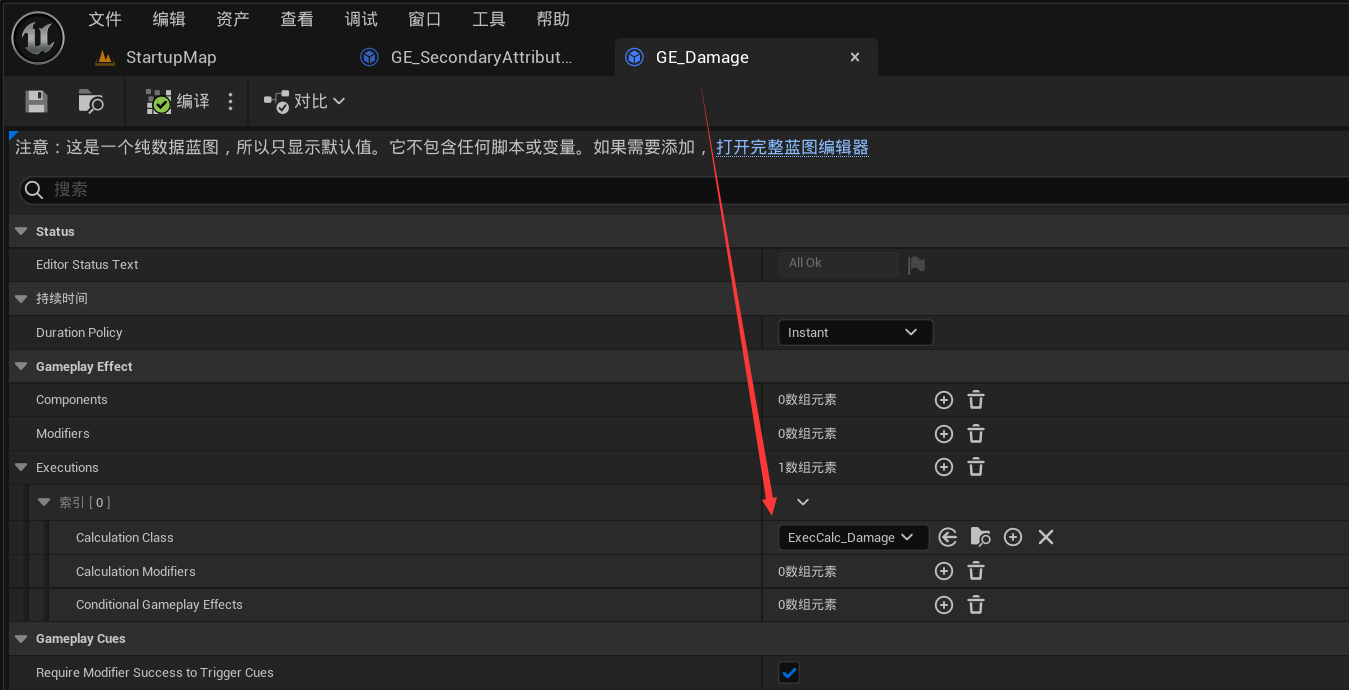 文件 编辑 资产 查看 调试 窗口 工具 帮助
StartupMap GE_SecondaryAttribut... GE_Damage
编译 对比
注意：这是一个纯数据蓝图，所以只显示默认值。它不包含任何脚本或变量。如果需要添加，打开完整蓝图编辑器
搜索
Status
Editor Status Text All Ok
持续时间
Duration Policy Instant
Gameplay Effect
Components 0数组元素
Modifiers 0数组元素
Executions 1数组元素
索引 [ 0 ]
Calculation Class ExecCalc_Damage
Calculation Modifiers 0数组元素
Conditional Gameplay Effects 0数组元素
Gameplay Cues
Require Modifier Success to Trigger Cues